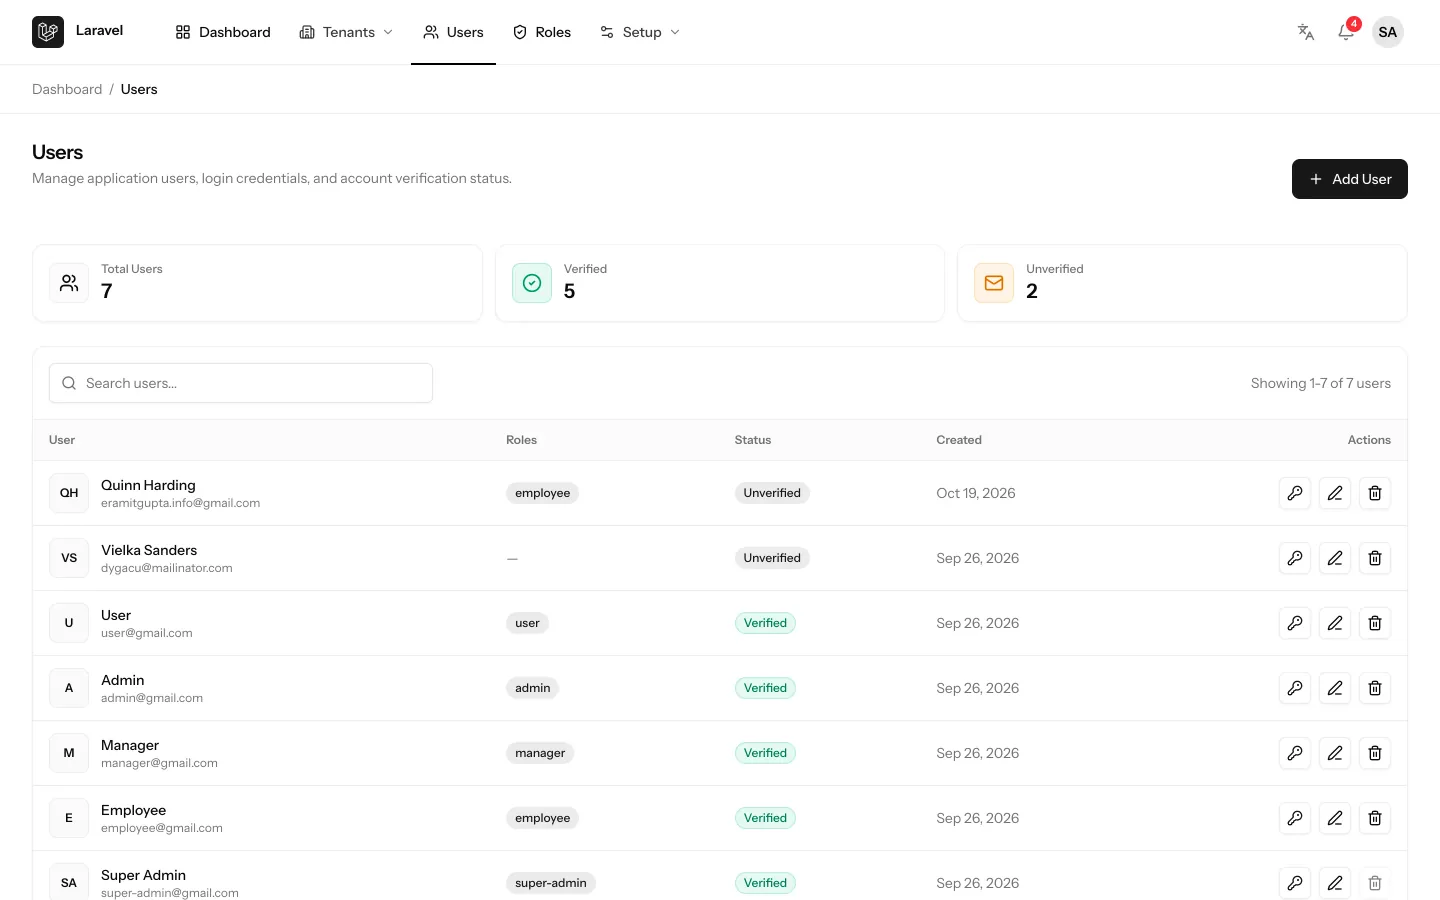 Laravel
Dashboard
Tenants
Users
Roles
Setup
4
SA
Dashboard / Users
Users
Manage application users, login credentials, and account verification status.
+ Add User
Total Users
7
Verified
5
Unverified
2
Search users...
Showing 1-7 of 7 users
User Roles Status Created Actions
QH Quinn Harding
eramitgupta.info@gmail.com
employee Unverified Oct 19, 2026
VS Vielka Sanders
dygacu@mailinator.com
— Unverified Sep 26, 2026
U User
user@gmail.com
user Verified Sep 26, 2026
A Admin
admin@gmail.com
admin Verified Sep 26, 2026
M Manager
manager@gmail.com
manager Verified Sep 26, 2026
E Employee
employee@gmail.com
employee Verified Sep 26, 2026
SA Super Admin
super-admin@gmail.com
super-admin Verified Sep 26, 2026